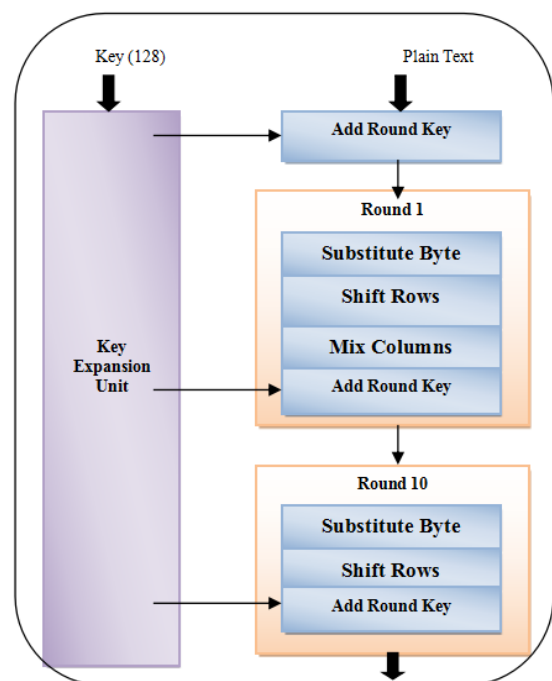 Key (128)
Plain Text
Add Round Key
Round 1
Substitute Byte
Shift Rows
Mix Columns
Add Round Key
Key
Expansion
Unit
Round 10
Substitute Byte
Shift Rows
Add Round Key